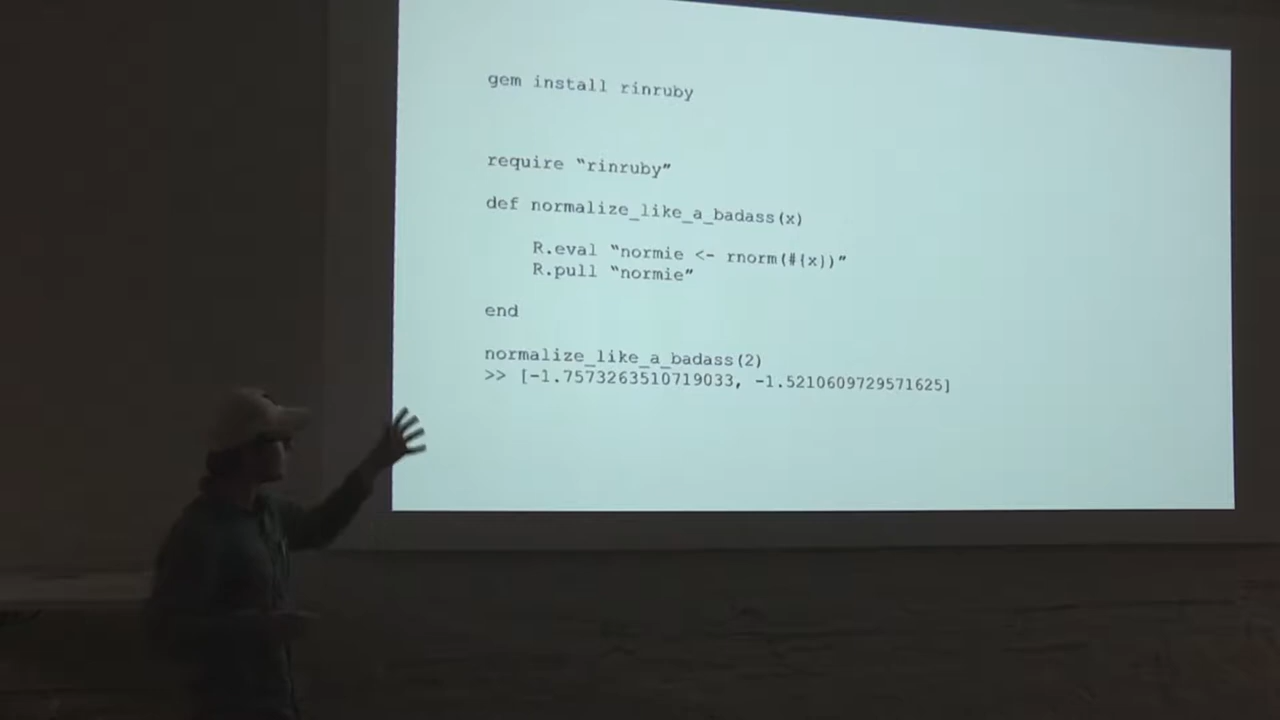 gem install rinruby
require “rinruby”
def normalize_like_a_badass(x)
R.eval “normie <- rnorm(#{x})”
R.pull “normie”
end
normalize_like_a_badass(2)
>> [-1.7573263510719033, -1.5210609729571625]